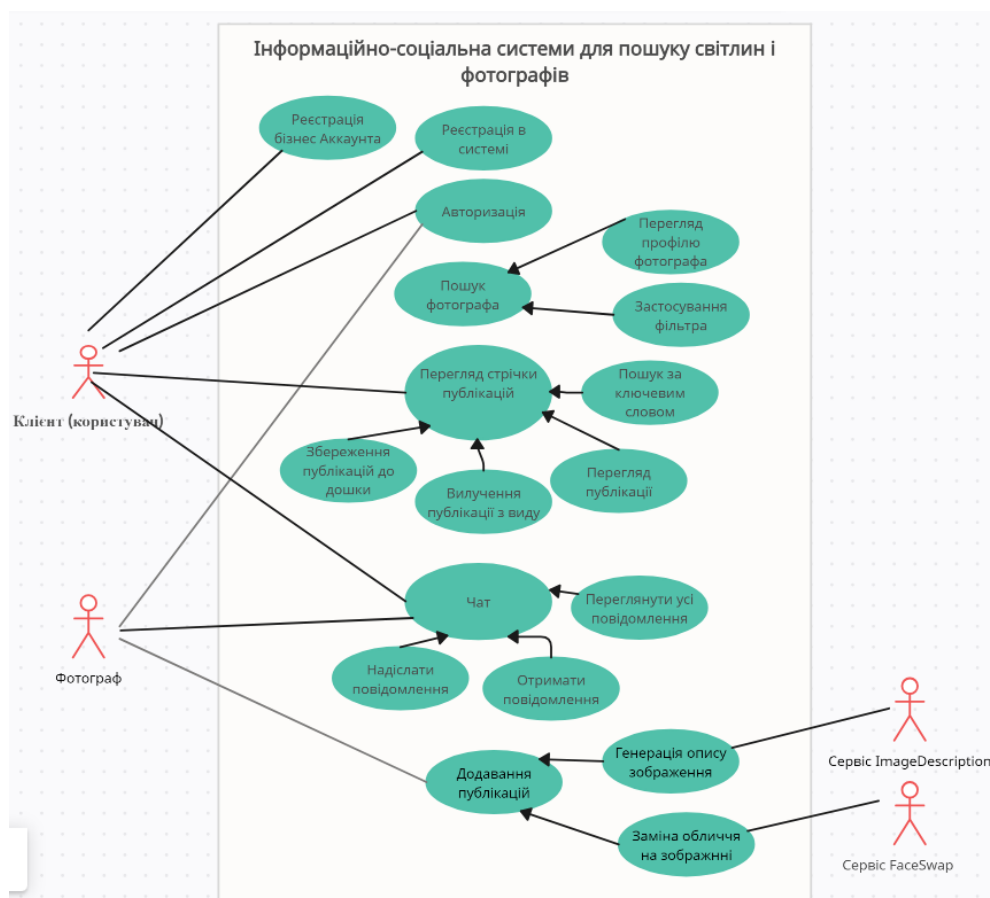 Інформаційно-соціальна системи для пошуку світлин і
фотографів
Реєстрація
бізнес Аккаунта
Реєстрація в
системі
Авторизація
Перегляд
профілю
фотографа
Пошук
фотографа
Застосування
фільтра
Перегляд стрічки
публікацій
Пошук за
ключевим
словом
Клієнт (користувач)
Збереження
публікацій до
дошки
Вилучення
публікації з виду
Перегляд
публікації
Чат
Переглянути усі
повідомлення
Фотограф
Надіслати
повідомлення
Отримати
повідомлення
Генерація опису
зображення
Сервіс ImageDescription
Додавання
публікацій
Заміна обличчя
на зображнні
Сервіс FaceSwap